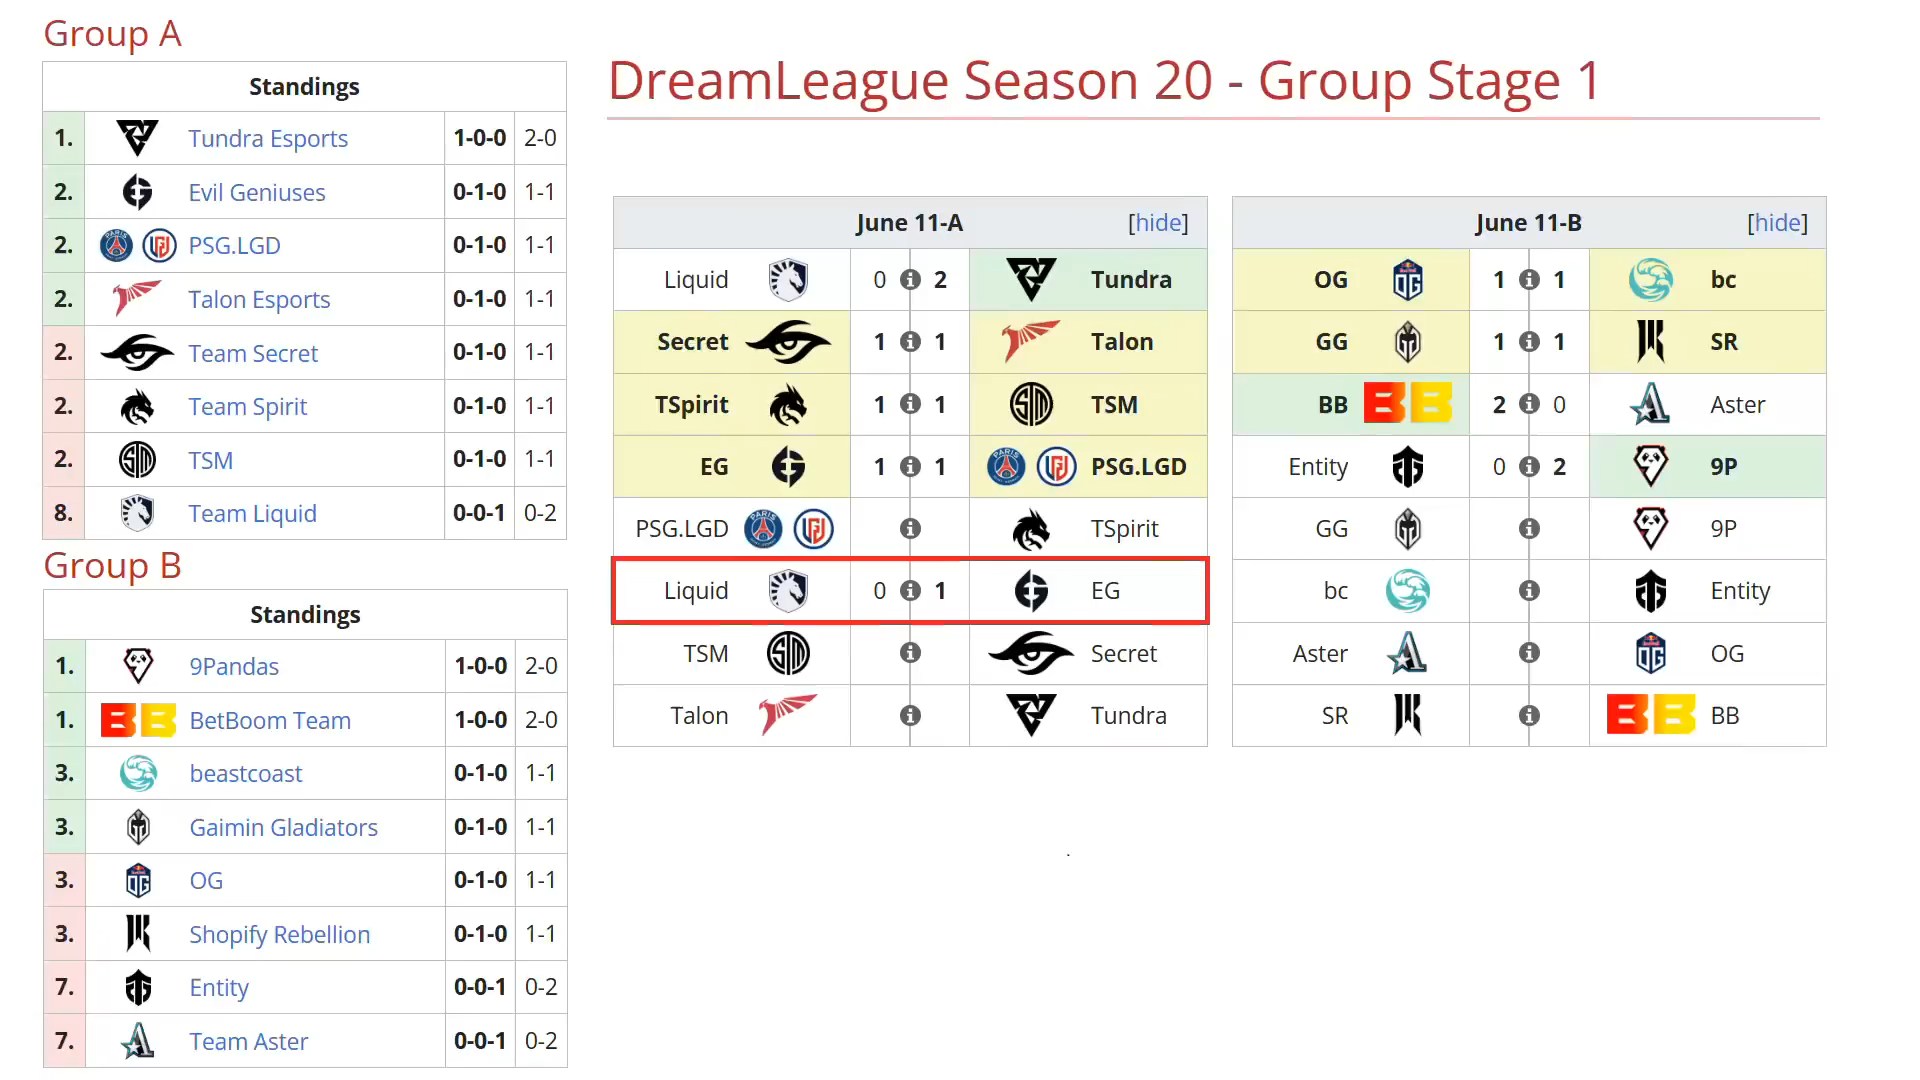 Group A
Standings
1. Tundra Esports 1-0-0 2-0
2. Evil Geniuses 0-1-0 1-1
2. PSG.LGD 0-1-0 1-1
2. Talon Esports 0-1-0 1-1
2. Team Secret 0-1-0 1-1
2. Team Spirit 0-1-0 1-1
2. TSM 0-1-0 1-1
8. Team Liquid 0-0-1 0-2
Group B
Standings
1. 9Pandas 1-0-0 2-0
1. BB BetBoom Team 1-0-0 2-0
3. beastcoast 0-1-0 1-1
3. Gaimin Gladiators 0-1-0 1-1
3. OG 0-1-0 1-1
3. Shopify Rebellion 0-1-0 1-1
7. Entity 0-0-1 0-2
7. Team Aster 0-0-1 0-2
DreamLeague Season 20 - Group Stage 1
June 11-A [hide]
Liquid 0 2 Tundra
Secret 1 1 Talon
TSpirit 1 1 TSM
EG 1 1 PSG.LGD
PSG.LGD TSpirit
Liquid 0 1 EG
TSM Secret
Talon Tundra
June 11-B [hide]
OG 1 1 bc
GG 1 1 SR
BB BB 2 0 Aster
Entity 0 2 9P
GG 9P
bc Entity
Aster OG
SR BB BB